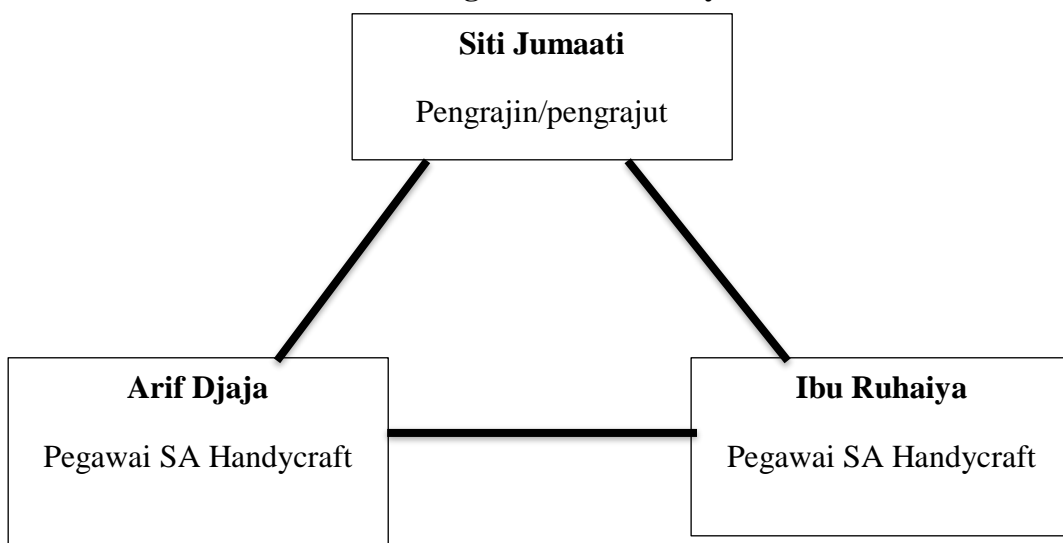 Siti Jumaati
Pengrajin/pengrajut
Arif Djaja
Pegawai SA Handycraft
Ibu Ruhaiya
Pegawai SA Handycraft